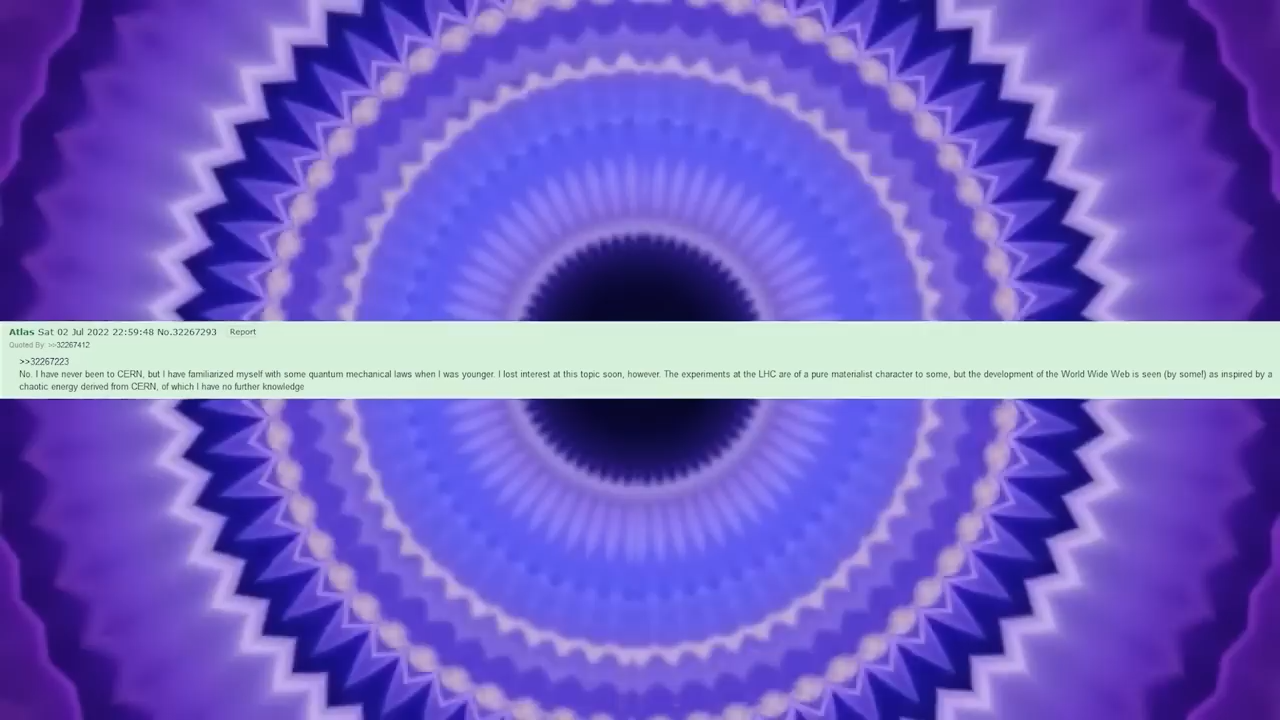 Atlas Sat 02 Jul 2022 22:59:48 No.32267293 Report
Quoted By: >>32267412
>>32267223
No. I have never been to CERN, but I have familiarized myself with some quantum mechanical laws when I was younger. I lost interest at this topic soon, however. The experiments at the LHC are of a pure materialist character to some, but the development of the World Wide Web is seen (by some!) as inspired by a
chaotic energy derived from CERN, of which I have no further knowledge